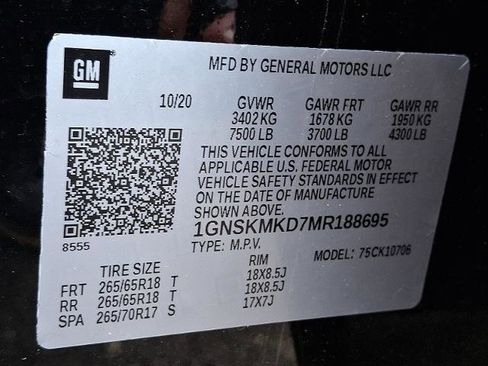 GM
MFD BY GENERAL MOTORS LLC
10/20 GVWR GAWR FRT GAWR RR
3402 KG 1678 KG 1950 KG
7500 LB 3700 LB 4300 LB
THIS VEHICLE CONFORMS TO ALL
APPLICABLE U.S. FEDERAL MOTOR
VEHICLE SAFETY STANDARDS IN EFFECT
ON THE DATE OF MANUFACTURE
SHOWN ABOVE.
8555
1GNSKMKD7MR188695
TYPE: M.P.V. MODEL: 75CK10706
TIRE SIZE RIM
FRT 265/65R18 T 18X8.5J
RR 265/65R18 T 18X8.5J
SPA 265/70R17 S 17X7J